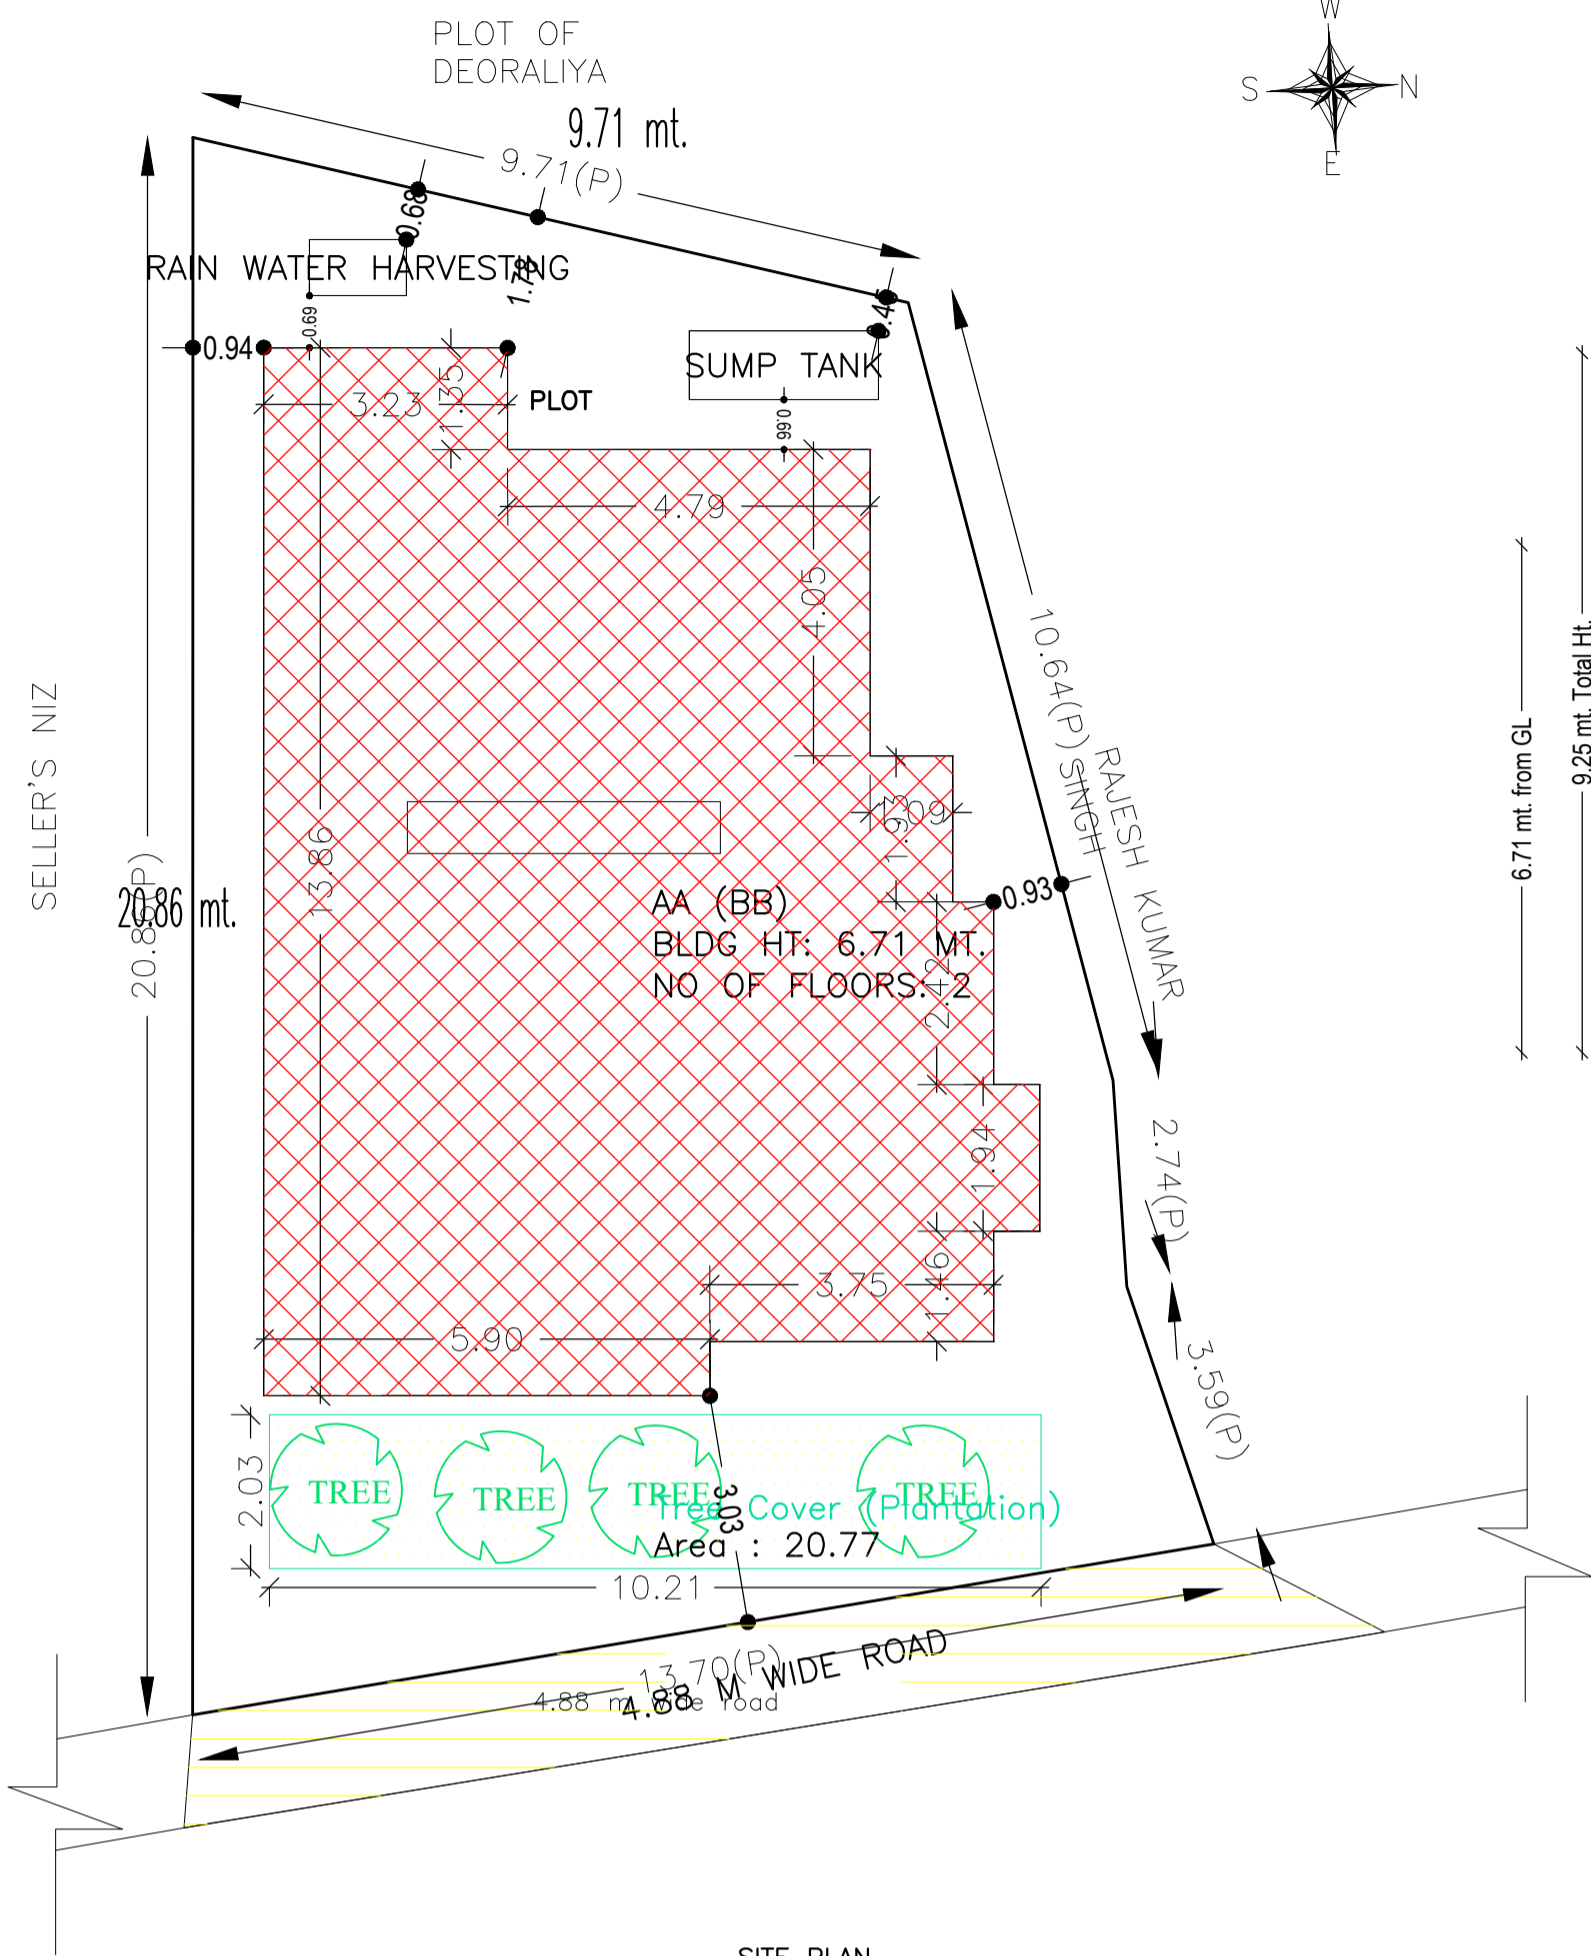 PLOT OF
DEORALIYA
W
S
N
E
9.71 mt.
9.71(P)
0.68
RAIN WATER HARVESTING
1.78
0.69
0.94
SUMP TANK
3.23
1.35
PLOT
0.66
4.79
4.05
10.64(P)
RAJESH KUMAR
SINGH
SELLER'S NIZ
6.71 mt. from GL
9.25 mt. Total Ht.
1.93
13.86
20.86(P)
20.86 mt.
0.93
AA (BB)
BLDG HT: 6.71 MT.
NO OF FLOORS: 2
2.42
1.94
2.74(P)
1.46
3.75
5.90
3.59(P)
2.03
TREE
TREE
TREE
TREE
Tree Cover (Plantation)
Area : 20.77
3.03
10.21
13.70(P)
4.88 M WIDE ROAD
4.88 m wide road
SITE PLAN